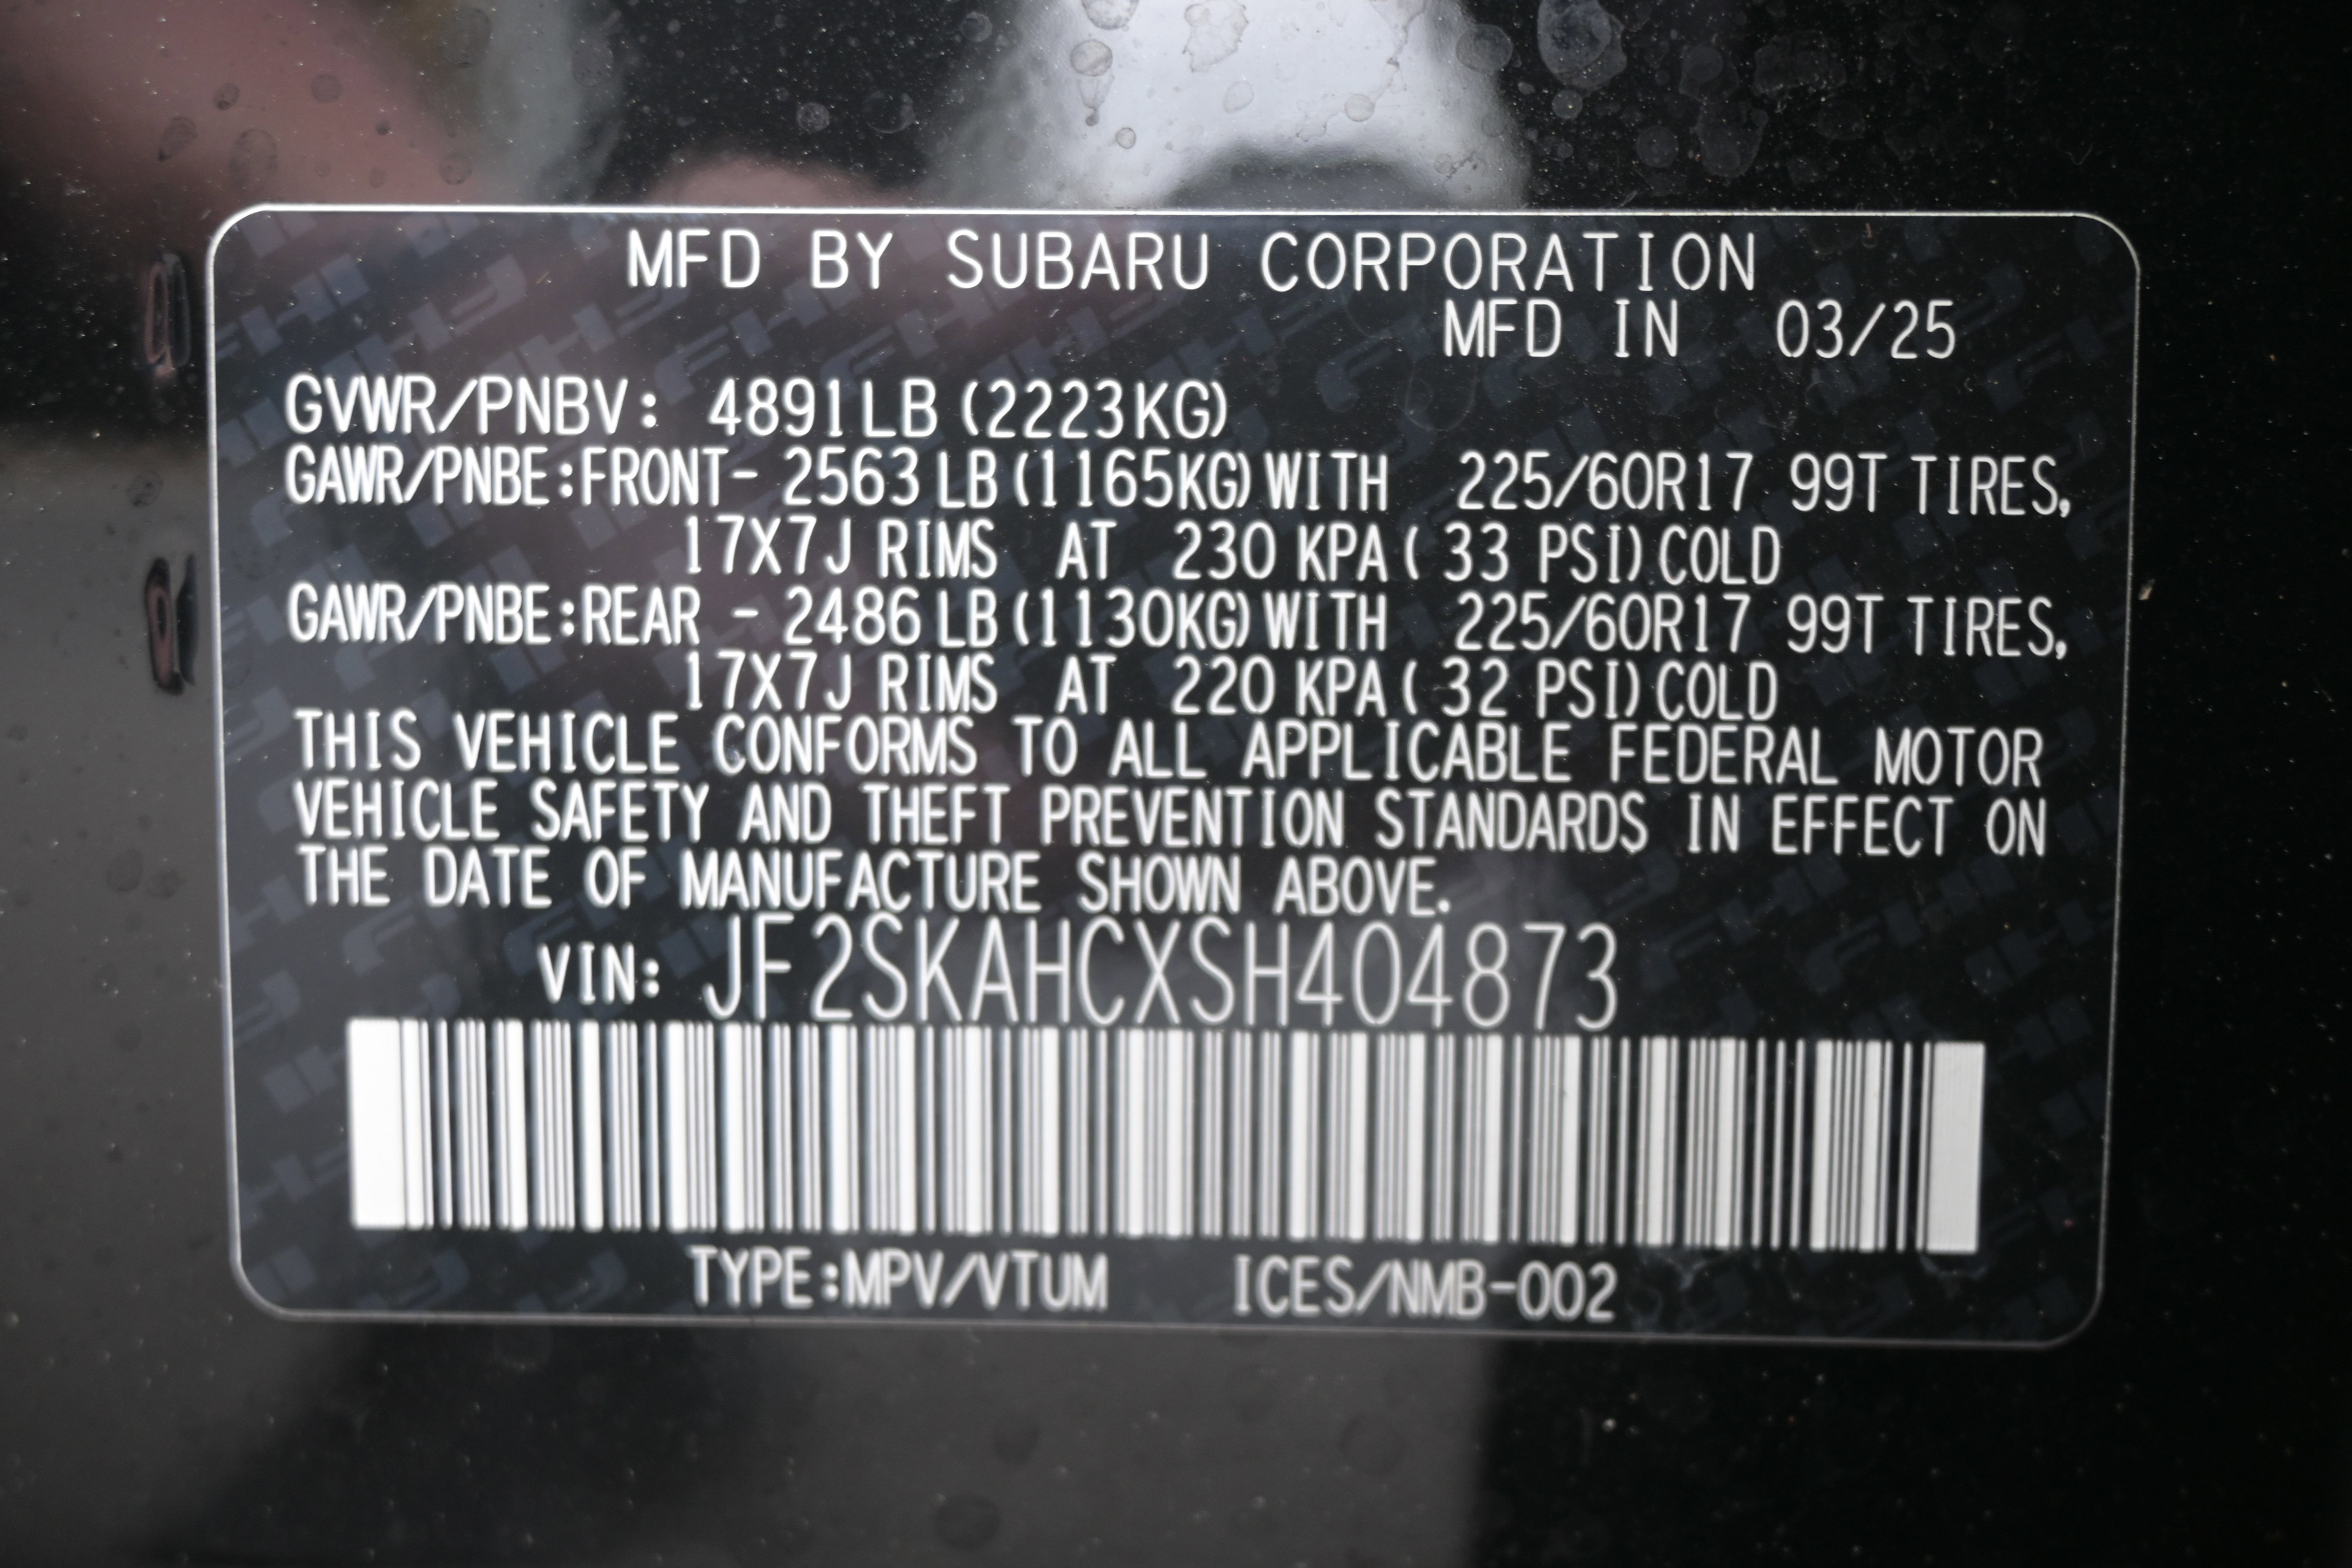 MFD BY SUBARU CORPORATION
MFD IN 03/25
GVWR/PNBV: 4891LB (2223KG)
GAWR/PNBE:FRONT- 2563 LB (1165KG) WITH 225/60R17 99T TIRES,
17X7J RIMS AT 230 KPA ( 33 PSI) COLD
GAWR/PNBE:REAR - 2486 LB (1130KG) WITH 225/60R17 99T TIRES,
17X7J RIMS AT 220 KPA ( 32 PSI) COLD
THIS VEHICLE CONFORMS TO ALL APPLICABLE FEDERAL MOTOR
VEHICLE SAFETY AND THEFT PREVENTION STANDARDS IN EFFECT ON
THE DATE OF MANUFACTURE SHOWN ABOVE.
VIN: JF2SKAHCXSH404873
TYPE:MPV/VTUM ICES/NMB-002